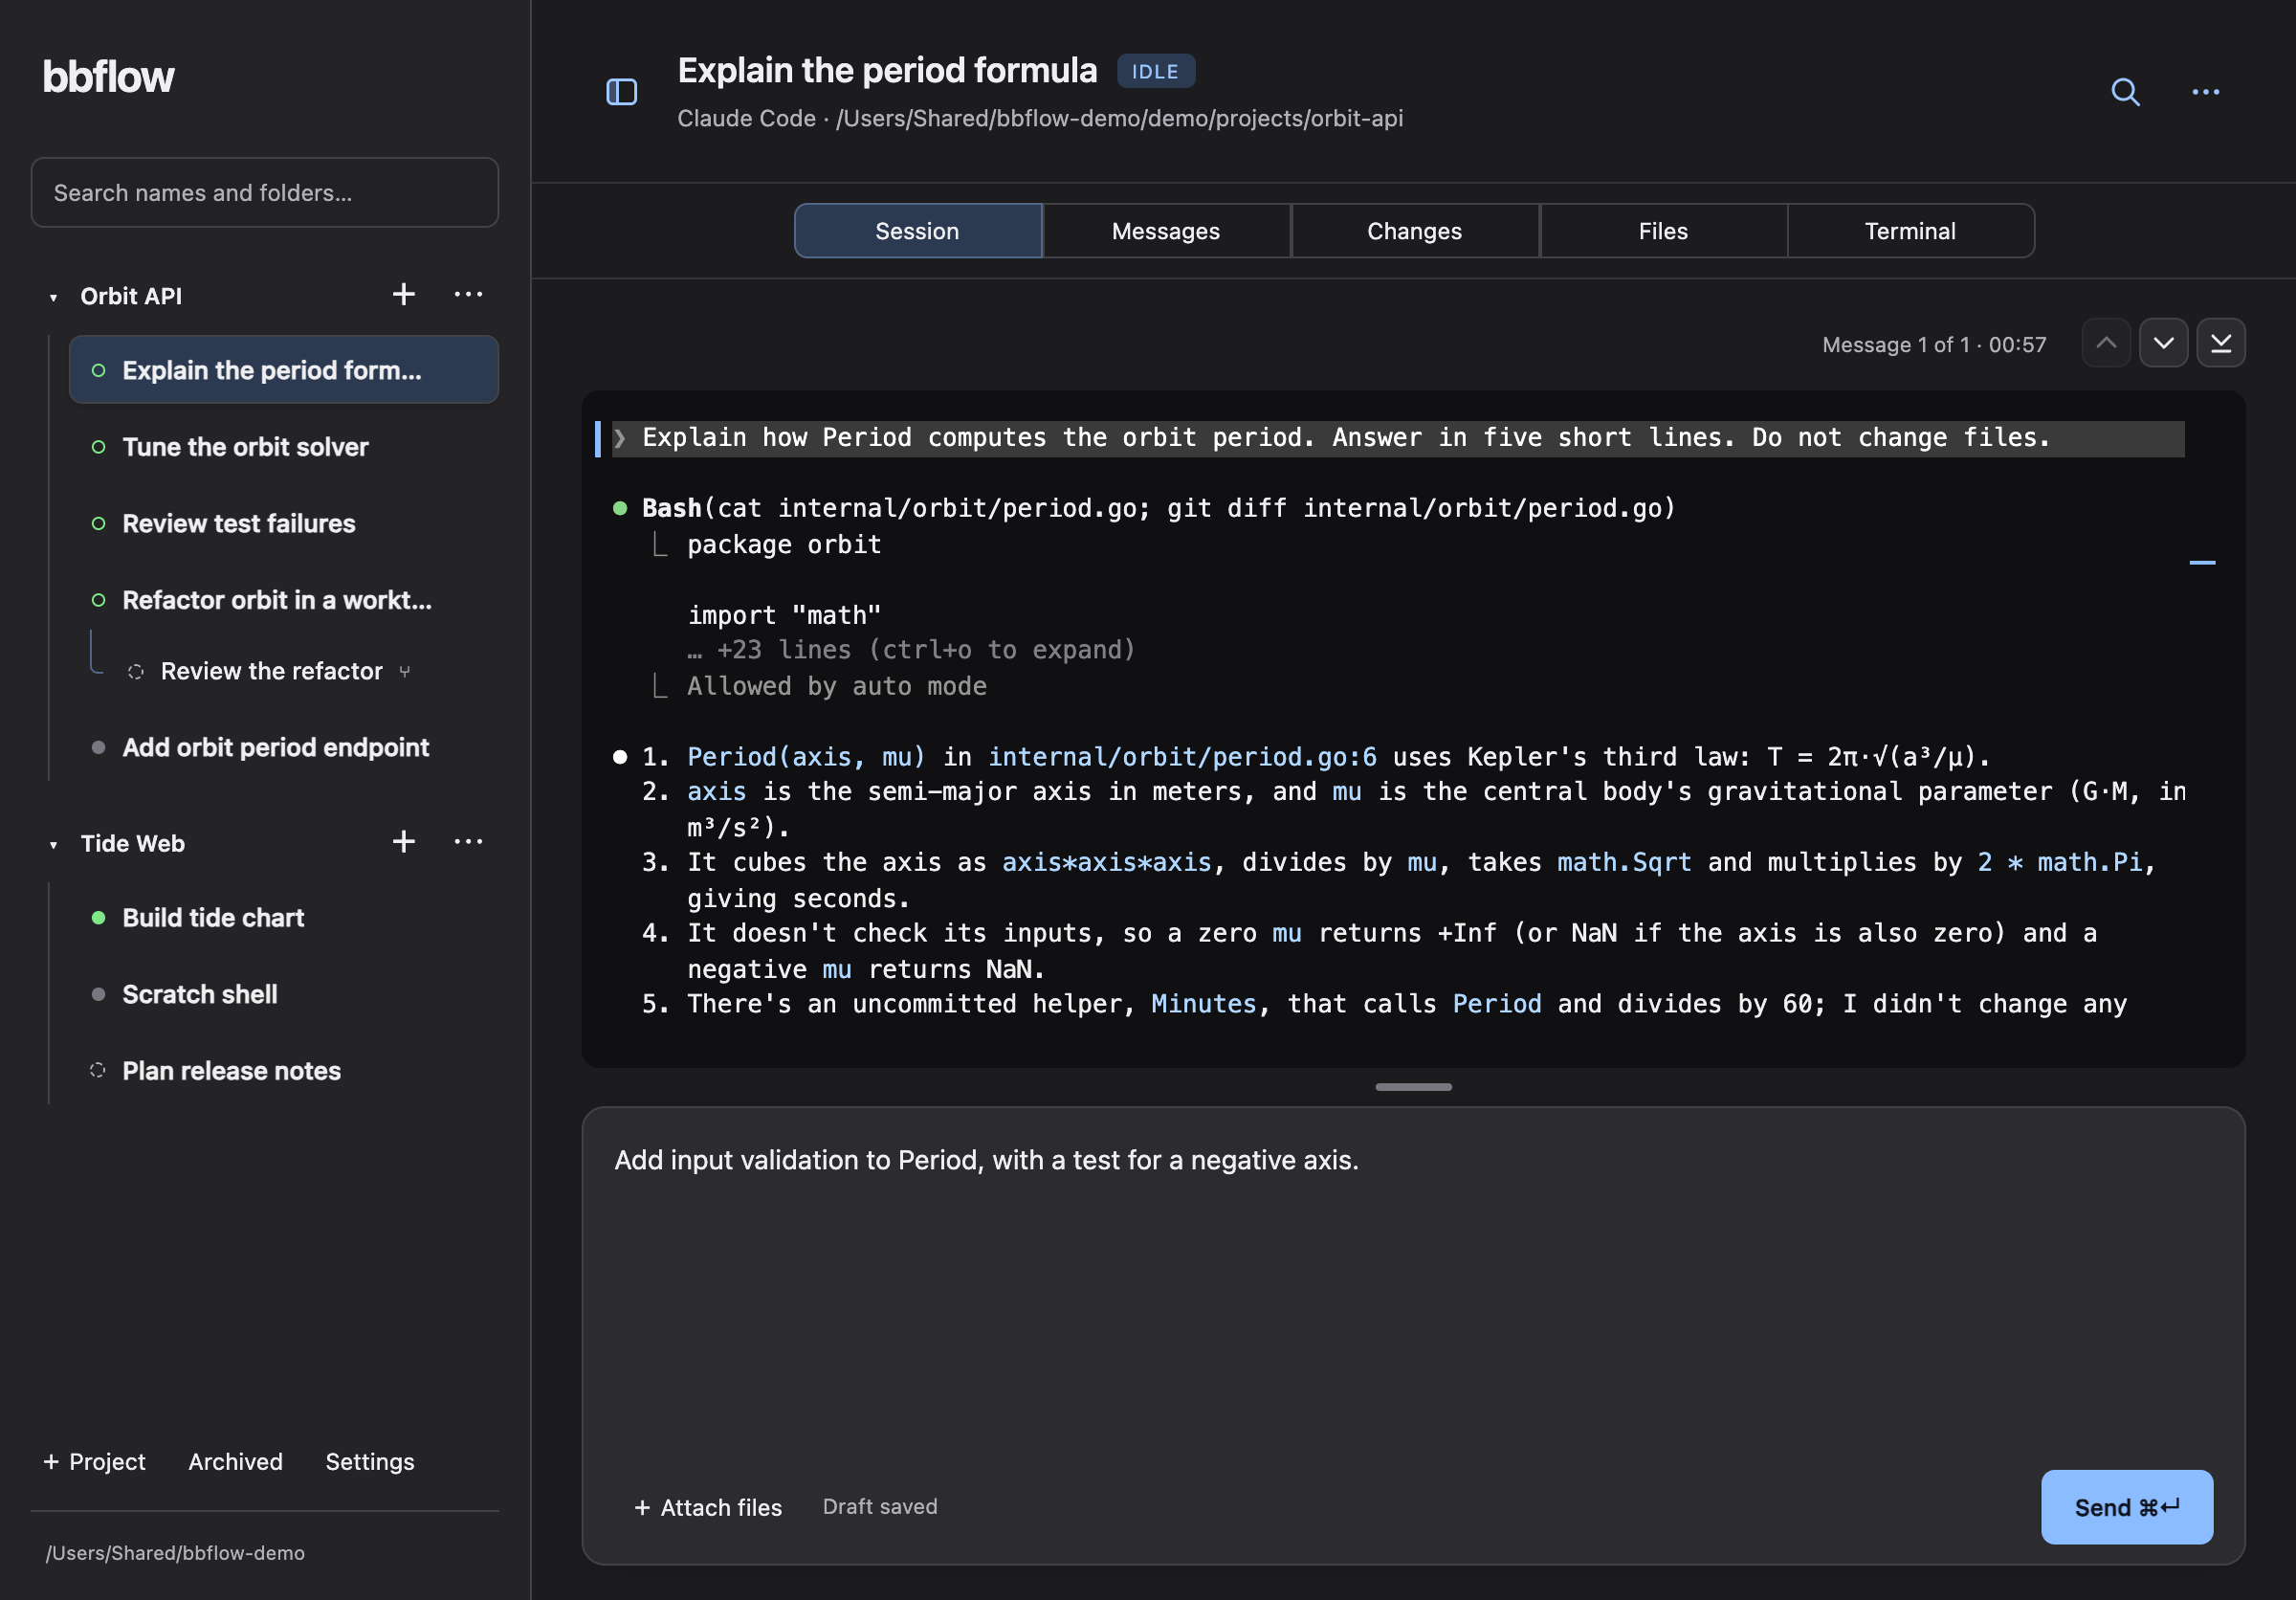 bbflow
Search names and folders...
Orbit API
Explain the period form...
Tune the orbit solver
Review test failures
Refactor orbit in a workt...
Review the refactor
Add orbit period endpoint
Tide Web
Build tide chart
Scratch shell
Plan release notes
+ Project Archived Settings
/Users/Shared/bbflow-demo
Explain the period formula IDLE
Claude Code · /Users/Shared/bbflow-demo/demo/projects/orbit-api
Session Messages Changes Files Terminal
Message 1 of 1 · 00:57
❯ Explain how Period computes the orbit period. Answer in five short lines. Do not change files.
Bash(cat internal/orbit/period.go; git diff internal/orbit/period.go)
package orbit
import "math"
… +23 lines (ctrl+o to expand)
Allowed by auto mode
1. Period(axis, mu) in internal/orbit/period.go:6 uses Kepler's third law: T = 2π·√(a³/μ).
2. axis is the semi-major axis in meters, and mu is the central body's gravitational parameter (G·M, in
m³/s²).
3. It cubes the axis as axis*axis*axis, divides by mu, takes math.Sqrt and multiplies by 2 * math.Pi,
giving seconds.
4. It doesn't check its inputs, so a zero mu returns +Inf (or NaN if the axis is also zero) and a
negative mu returns NaN.
5. There's an uncommitted helper, Minutes, that calls Period and divides by 60; I didn't change any
Add input validation to Period, with a test for a negative axis.
+ Attach files Draft saved
Send ⌘↵